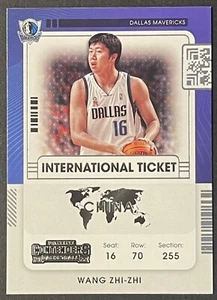 DALLAS MAVERICKS
DALLAS
16
INTERNATIONAL TICKET
CHINA
Seat: Row: Section:
16 70 255
CONTENDERS
WANG ZHI-ZHI